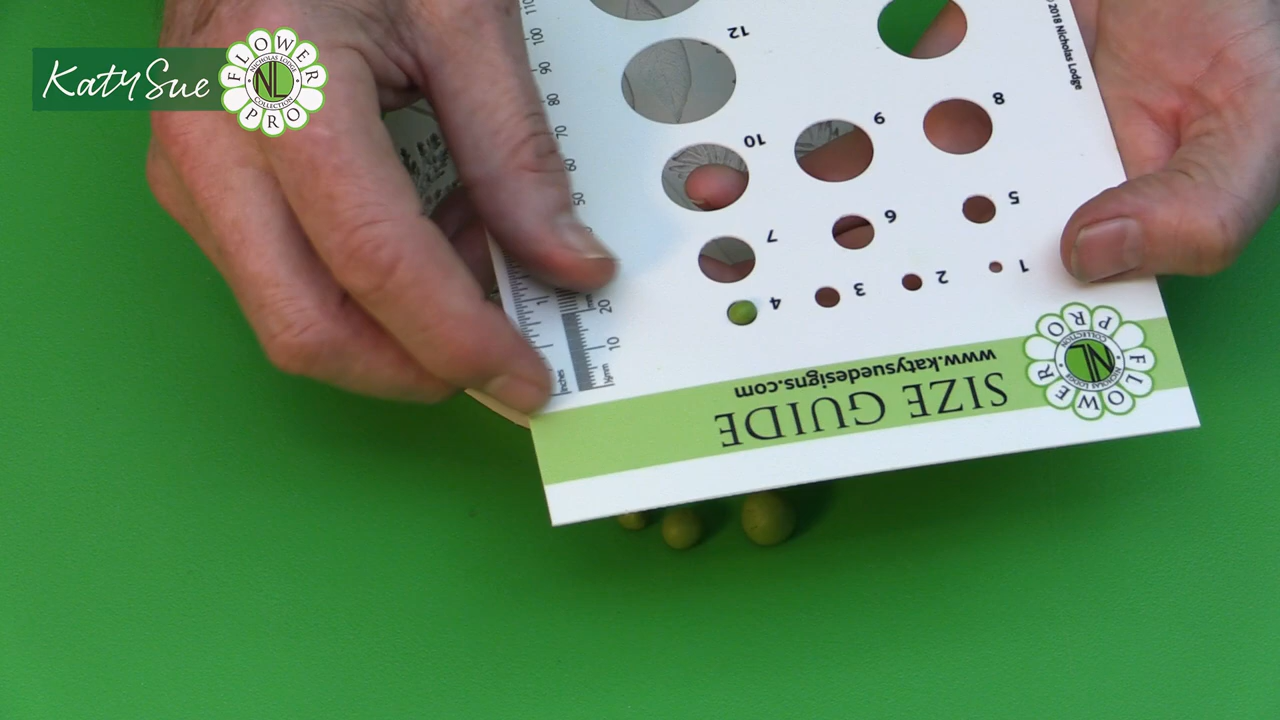 Katy Sue
FLOWER
NICHOLAS LODGE
NL
COLLECTION
PRO
© 2018 Nicholas Lodge
12
10
9
8
7
6
5
4
3
2
1
110
100
90
80
70
60
50
20
10
1
Inches
www.katysuedesigns.com
SIZE GUIDE
FLOWER
NICHOLAS LODGE
NL
COLLECTION
PRO